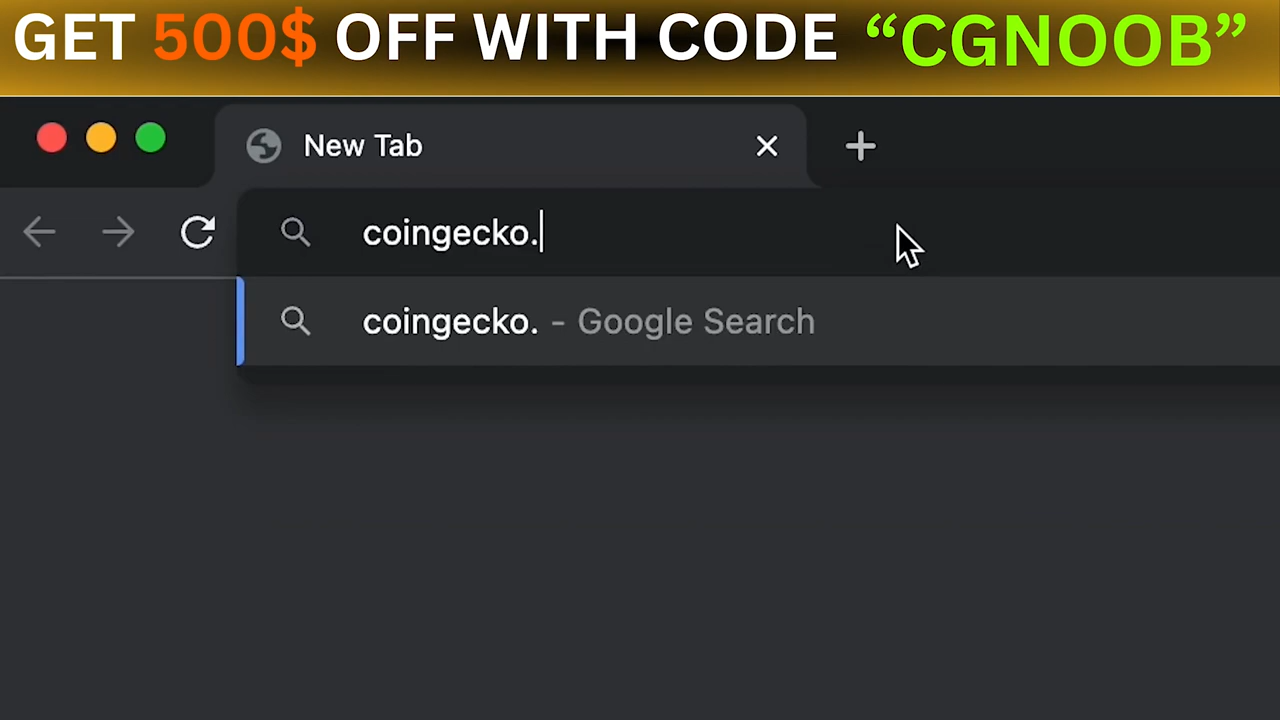 GET 500$ OFF WITH CODE “CGNOOB”
New Tab
coingecko.
coingecko. - Google Search